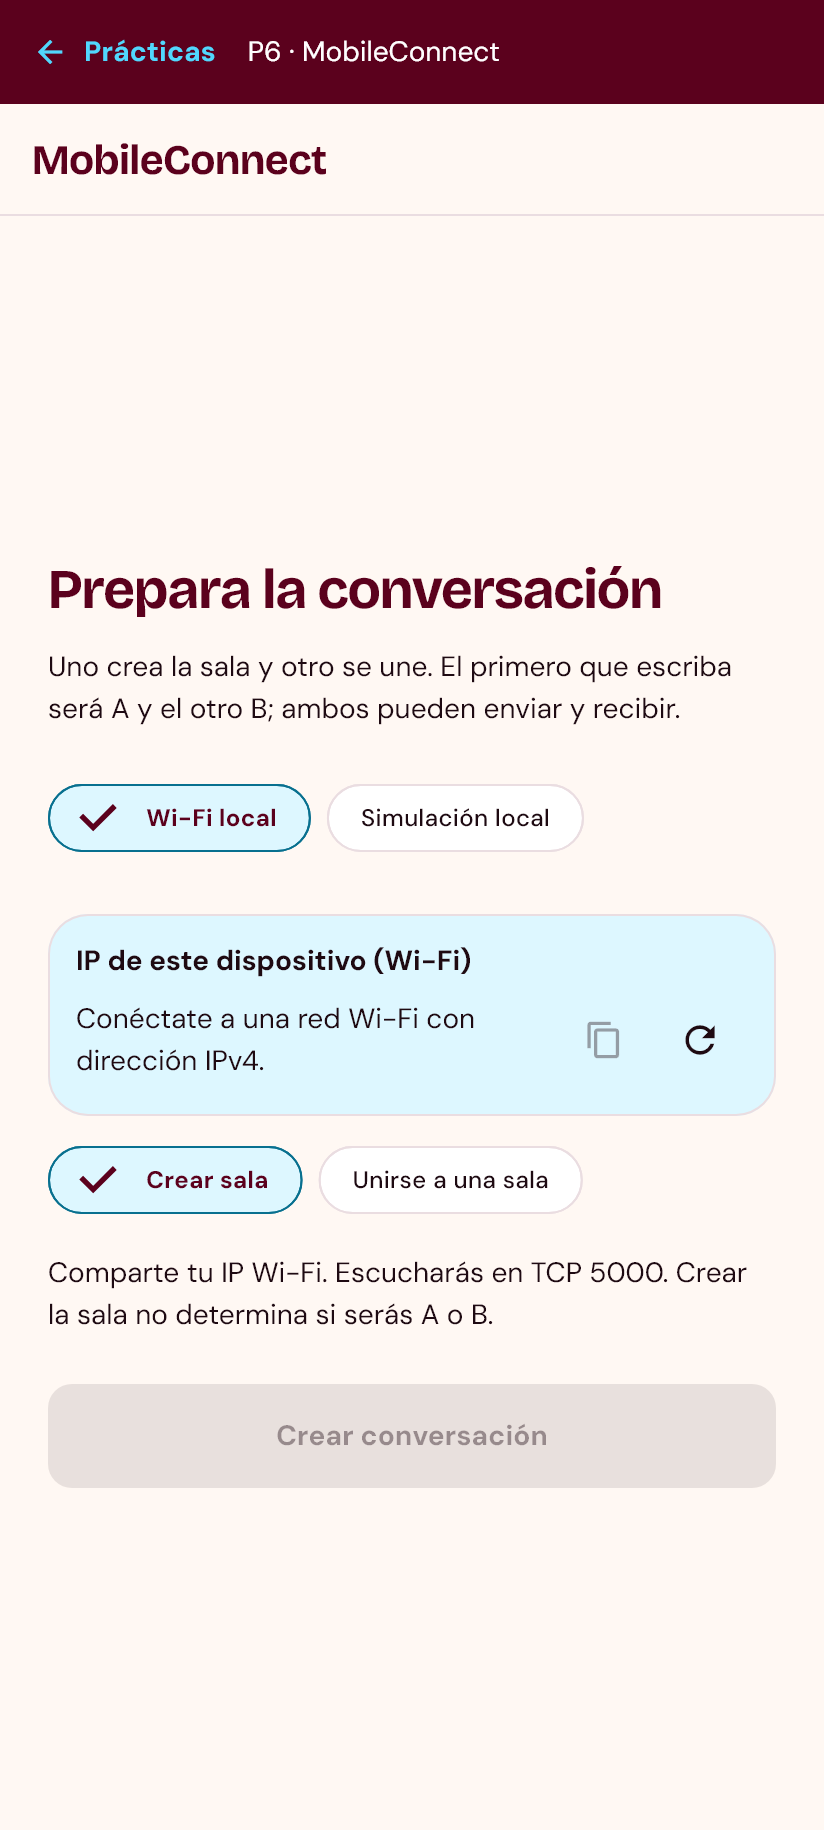 Prácticas P6 · MobileConnect
MobileConnect
Prepara la conversación
Uno crea la sala y otro se une. El primero que escriba
será A y el otro B; ambos pueden enviar y recibir.
Wi-Fi local
Simulación local
IP de este dispositivo (Wi-Fi)
Conéctate a una red Wi-Fi con
dirección IPv4.
Crear sala
Unirse a una sala
Comparte tu IP Wi-Fi. Escucharás en TCP 5000. Crear
la sala no determina si serás A o B.
Crear conversación